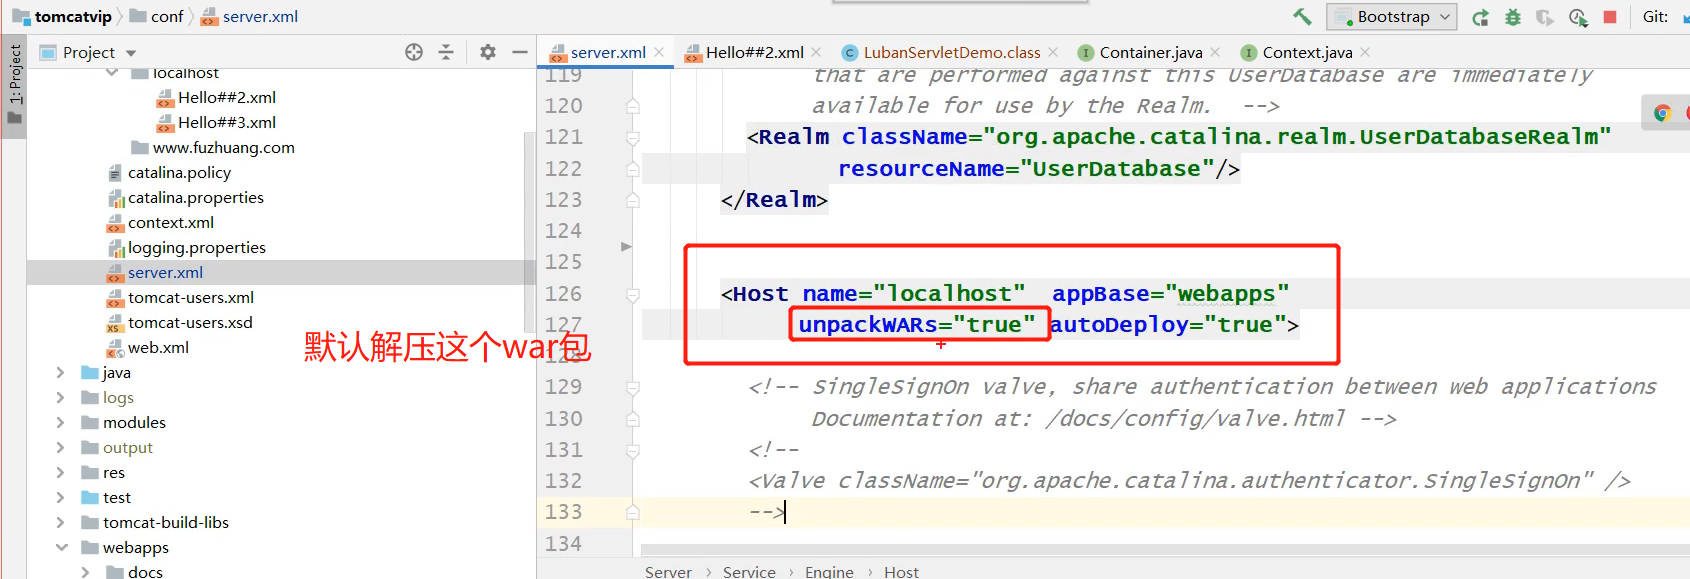 tomcatvip
conf
server.xml
Bootstrap
Git:
1: Project
Project
server.xml
Hello##2.xml
LubanServletDemo.class
Container.java
Context.java
localhost
Hello##2.xml
Hello##3.xml
www.fuzhuang.com
catalina.policy
catalina.properties
context.xml
logging.properties
server.xml
tomcat-users.xml
tomcat-users.xsd
web.xml
java
logs
modules
output
res
test
tomcat-build-libs
webapps
docs
默认解压这个war包
119 that are performed against this UserDatabase are immediately
120 available for use by the Realm.  -->
121 <Realm className="org.apache.catalina.realm.UserDatabaseRealm"
122 resourceName="UserDatabase"/>
123 </Realm>
124
125
126 <Host name="localhost"  appBase="webapps"
127 unpackWARs="true" autoDeploy="true">
128
129 <!-- SingleSignOn valve, share authentication between web applications
130 Documentation at: /docs/config/valve.html -->
131 <!--
132 <Valve className="org.apache.catalina.authenticator.SingleSignOn" />
133 -->
134
Server › Service › Engine › Host